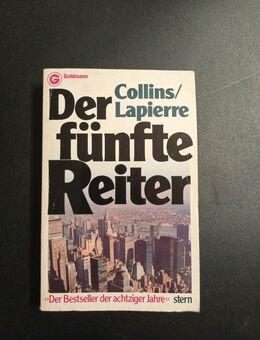 Goldmann
Collins/
Lapierre
Der
fünfte
Reiter
»Der Bestseller der achtziger Jahre« stern